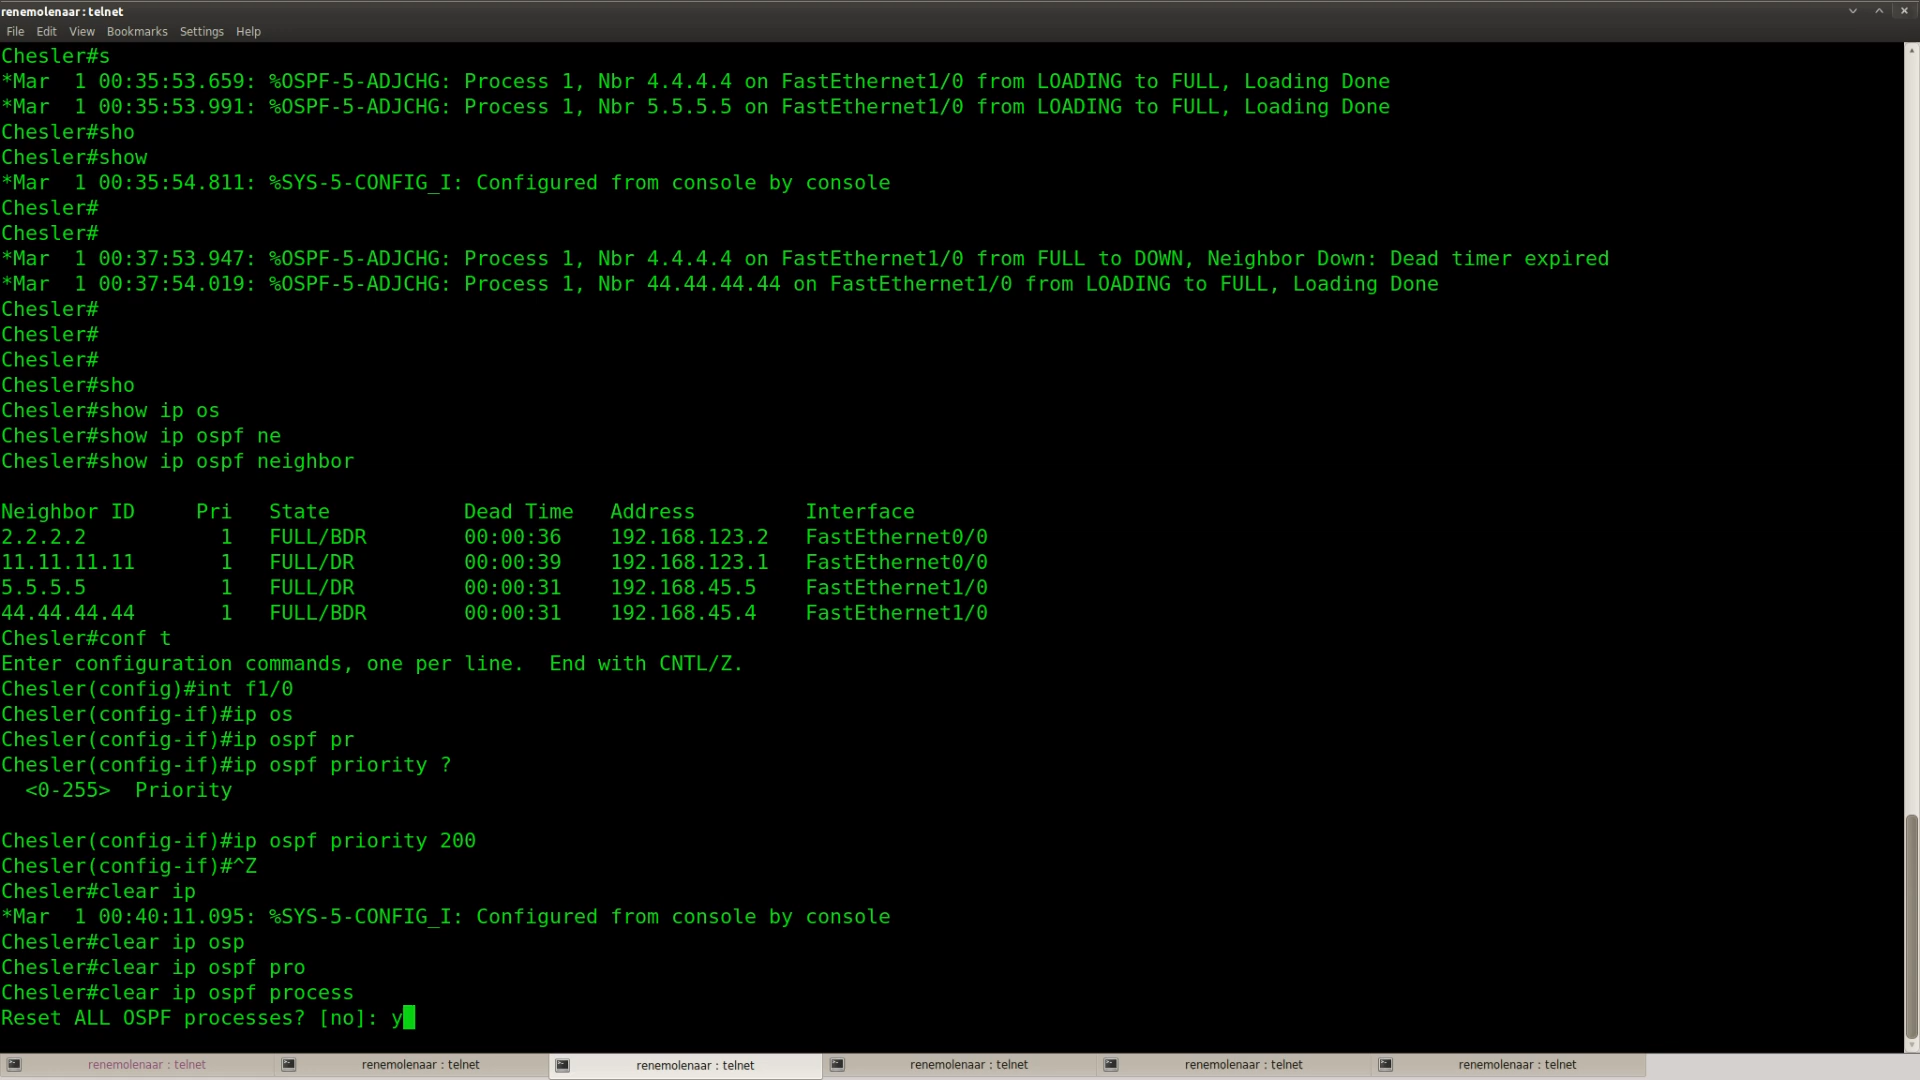 renemolenaar : telnet
File Edit View Bookmarks Settings Help
Chesler#s
*Mar  1 00:35:53.659: %OSPF-5-ADJCHG: Process 1, Nbr 4.4.4.4 on FastEthernet1/0 from LOADING to FULL, Loading Done
*Mar  1 00:35:53.991: %OSPF-5-ADJCHG: Process 1, Nbr 5.5.5.5 on FastEthernet1/0 from LOADING to FULL, Loading Done
Chesler#sho
Chesler#show
*Mar  1 00:35:54.811: %SYS-5-CONFIG_I: Configured from console by console
Chesler#
Chesler#
*Mar  1 00:37:53.947: %OSPF-5-ADJCHG: Process 1, Nbr 4.4.4.4 on FastEthernet1/0 from FULL to DOWN, Neighbor Down: Dead timer expired
*Mar  1 00:37:54.019: %OSPF-5-ADJCHG: Process 1, Nbr 44.44.44.44 on FastEthernet1/0 from LOADING to FULL, Loading Done
Chesler#
Chesler#
Chesler#
Chesler#sho
Chesler#show ip os
Chesler#show ip ospf ne
Chesler#show ip ospf neighbor
Neighbor ID     Pri   State           Dead Time   Address         Interface
2.2.2.2           1   FULL/BDR        00:00:36    192.168.123.2   FastEthernet0/0
11.11.11.11       1   FULL/DR         00:00:39    192.168.123.1   FastEthernet0/0
5.5.5.5           1   FULL/DR         00:00:31    192.168.45.5    FastEthernet1/0
44.44.44.44       1   FULL/BDR        00:00:31    192.168.45.4    FastEthernet1/0
Chesler#conf t
Enter configuration commands, one per line.  End with CNTL/Z.
Chesler(config)#int f1/0
Chesler(config-if)#ip os
Chesler(config-if)#ip ospf pr
Chesler(config-if)#ip ospf priority ?
  <0-255>  Priority
Chesler(config-if)#ip ospf priority 200
Chesler(config-if)#^Z
Chesler#clear ip
*Mar  1 00:40:11.095: %SYS-5-CONFIG_I: Configured from console by console
Chesler#clear ip osp
Chesler#clear ip ospf pro
Chesler#clear ip ospf process
Reset ALL OSPF processes? [no]: y
renemolenaar : telnet renemolenaar : telnet renemolenaar : telnet renemolenaar : telnet renemolenaar : telnet renemolenaar : telnet